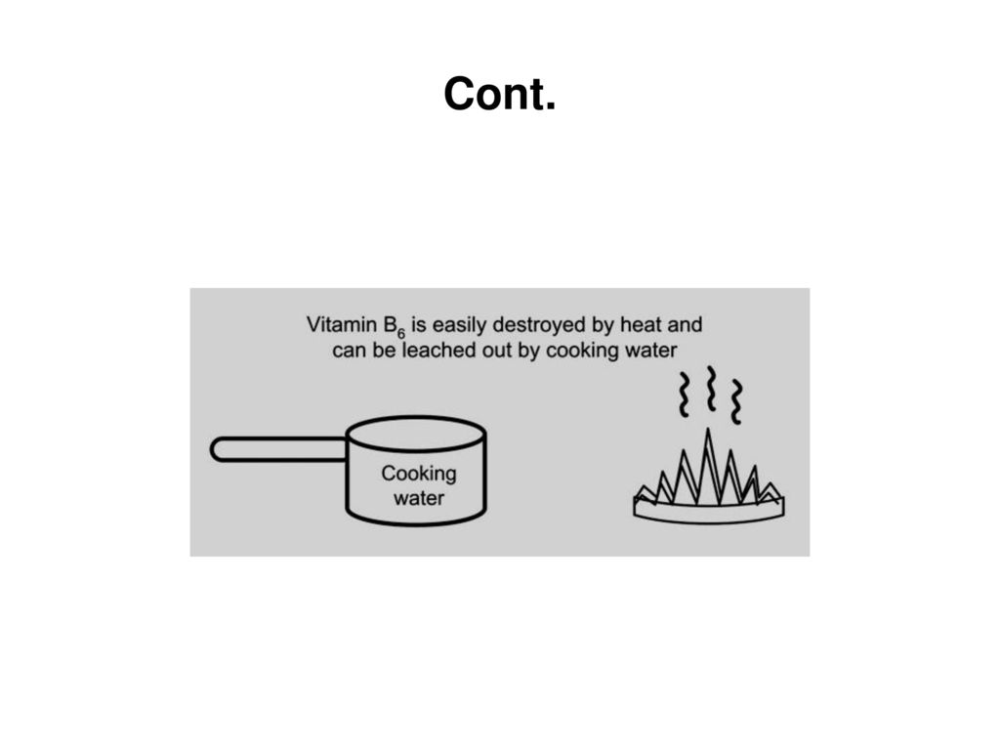 Cont.
Vitamin B₆ is easily destroyed by heat and
can be leached out by cooking water
Cooking
water